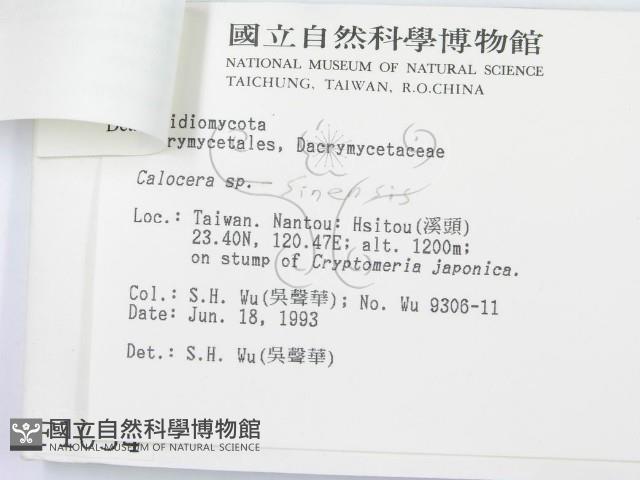 國立自然科學博物館
NATIONAL MUSEUM OF NATURAL SCIENCE
TAICHUNG, TAIWAN, R.O.CHINA
idiomycota
rymycetales, Dacrymycetaceae
Calocera sp. - sinensis
Loc.: Taiwan. Nantou: Hsitou(溪頭)
23.40N, 120.47E; alt. 1200m;
on stump of Cryptomeria japonica.
Col.: S.H. Wu(吳聲華); No. Wu 9306-11
Date: Jun. 18, 1993
Det.: S.H. Wu(吳聲華)
國立自然科學博物館
NATIONAL MUSEUM OF NATURAL SCIENCE